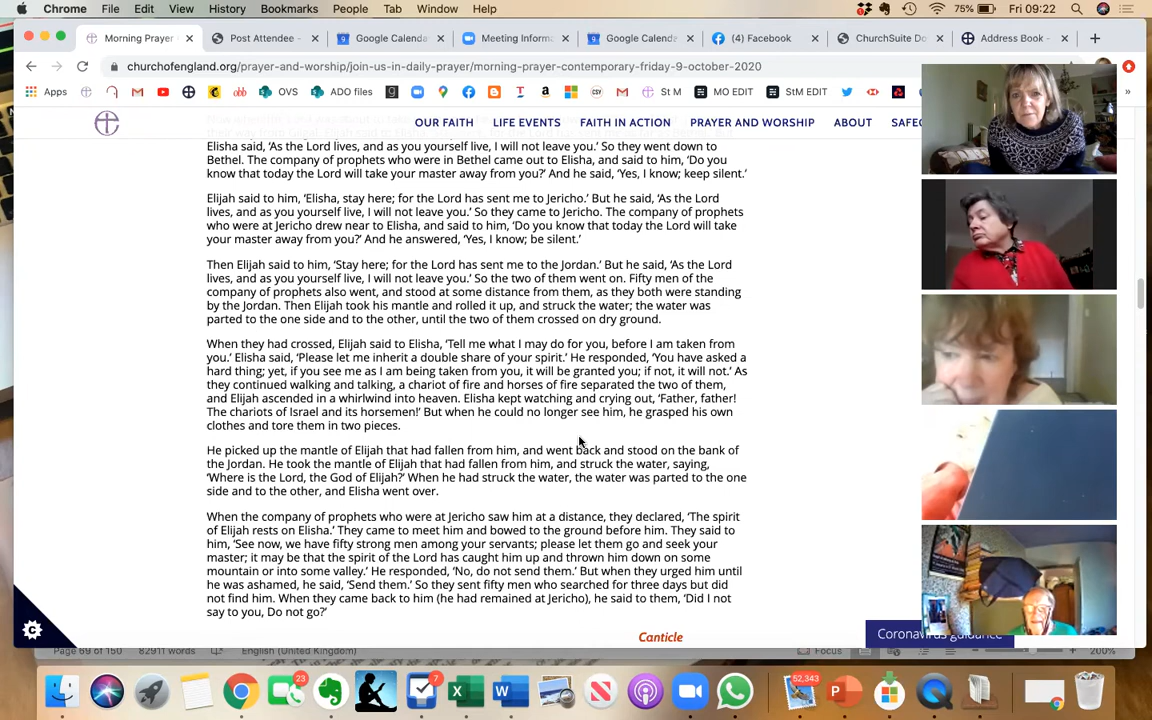 Chrome File Edit View History Bookmarks People Tab Window Help 75% Fri 09:22
Morning Prayer Post Attendee - Google Calenda Meeting Informa Google Calenda (4) Facebook ChurchSuite Do Address Book -
churchofengland.org/prayer-and-worship/join-us-in-daily-prayer/morning-prayer-contemporary-friday-9-october-2020
Apps OVS ADO files St M MO EDIT StM EDIT
OUR FAITH LIFE EVENTS FAITH IN ACTION PRAYER AND WORSHIP ABOUT SAFEG
Elisha said, ‘As the Lord lives, and as you yourself live, I will not leave you.’ So they went down to
Bethel. The company of prophets who were in Bethel came out to Elisha, and said to him, ‘Do you
know that today the Lord will take your master away from you?’ And he said, ‘Yes, I know; keep silent.’
Elijah said to him, ‘Elisha, stay here; for the Lord has sent me to Jericho.’ But he said, ‘As the Lord
lives, and as you yourself live, I will not leave you.’ So they came to Jericho. The company of prophets
who were at Jericho drew near to Elisha, and said to him, ‘Do you know that today the Lord will take
your master away from you?’ And he answered, ‘Yes, I know; be silent.’
Then Elijah said to him, ‘Stay here; for the Lord has sent me to the Jordan.’ But he said, ‘As the Lord
lives, and as you yourself live, I will not leave you.’ So the two of them went on. Fifty men of the
company of prophets also went, and stood at some distance from them, as they both were standing
by the Jordan. Then Elijah took his mantle and rolled it up, and struck the water; the water was
parted to the one side and to the other, until the two of them crossed on dry ground.
When they had crossed, Elijah said to Elisha, ‘Tell me what I may do for you, before I am taken from
you.’ Elisha said, ‘Please let me inherit a double share of your spirit.’ He responded, ‘You have asked a
hard thing; yet, if you see me as I am being taken from you, it will be granted you; if not, it will not.’ As
they continued walking and talking, a chariot of fire and horses of fire separated the two of them,
and Elijah ascended in a whirlwind into heaven. Elisha kept watching and crying out, ‘Father, father!
The chariots of Israel and its horsemen!’ But when he could no longer see him, he grasped his own
clothes and tore them in two pieces.
He picked up the mantle of Elijah that had fallen from him, and went back and stood on the bank of
the Jordan. He took the mantle of Elijah that had fallen from him, and struck the water, saying,
‘Where is the Lord, the God of Elijah?’ When he had struck the water, the water was parted to the one
side and to the other, and Elisha went over.
When the company of prophets who were at Jericho saw him at a distance, they declared, ‘The spirit
of Elijah rests on Elisha.’ They came to meet him and bowed to the ground before him. They said to
him, ‘See now, we have fifty strong men among your servants; please let them go and seek your
master; it may be that the spirit of the Lord has caught him up and thrown him down on some
mountain or into some valley.’ He responded, ‘No, do not send them.’ But when they urged him until
he was ashamed, he said, ‘Send them.’ So they sent fifty men who searched for three days but did
not find him. When they came back to him (he had remained at Jericho), he said to them, ‘Did I not
say to you, Do not go?’
Canticle
Coronavirus guidance
Page 69 of 150 82911 words English (United Kingdom) Focus 200%
23 7 52,343